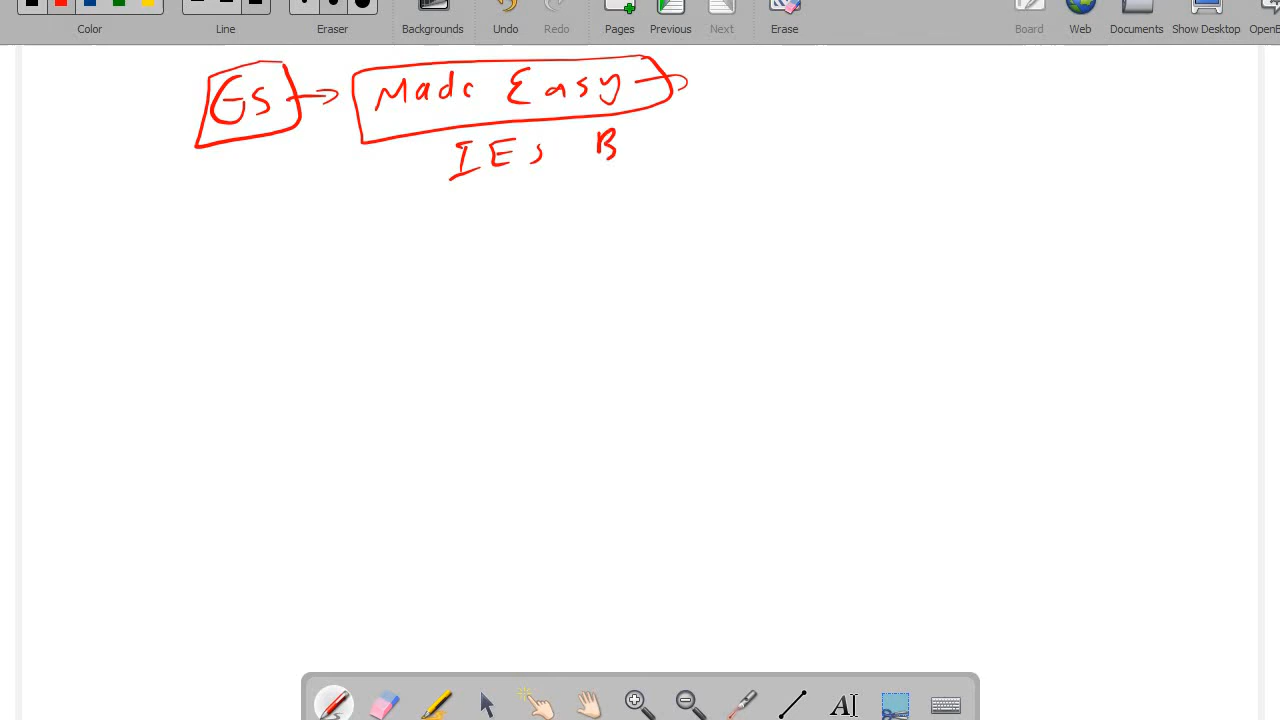 Color Line Eraser Backgrounds Undo Redo Pages Previous Next Erase Board Web Documents Show Desktop OpenB
GS → Made Easy →
IES B